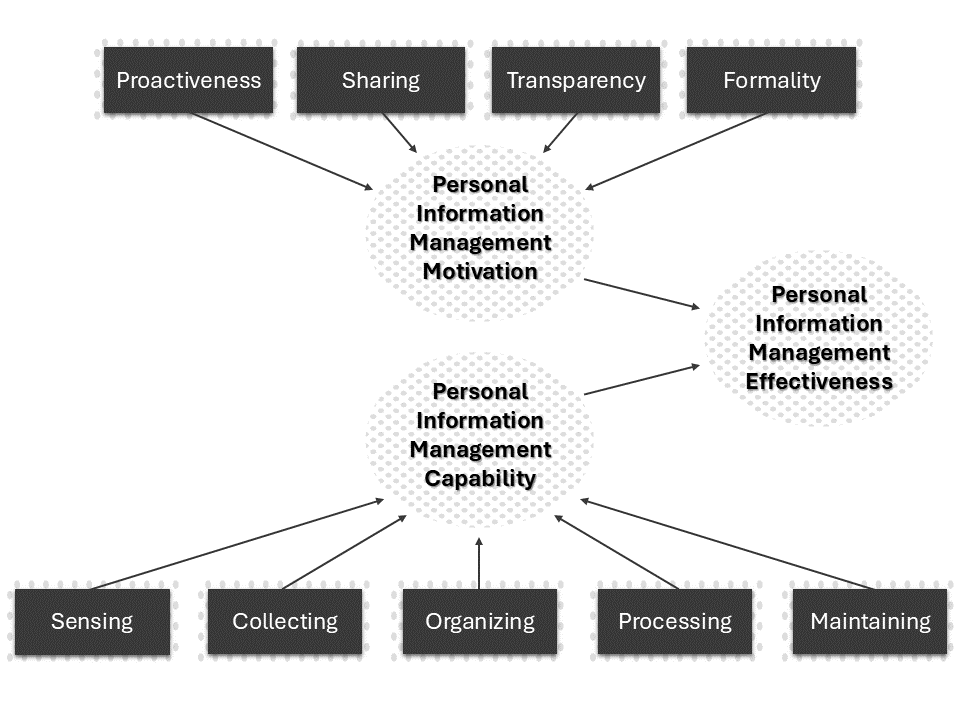 Proactiveness
Sharing
Transparency
Formality
Personal
Information
Management
Motivation
Personal
Information
Management
Effectiveness
Personal
Information
Management
Capability
Sensing
Collecting
Organizing
Processing
Maintaining